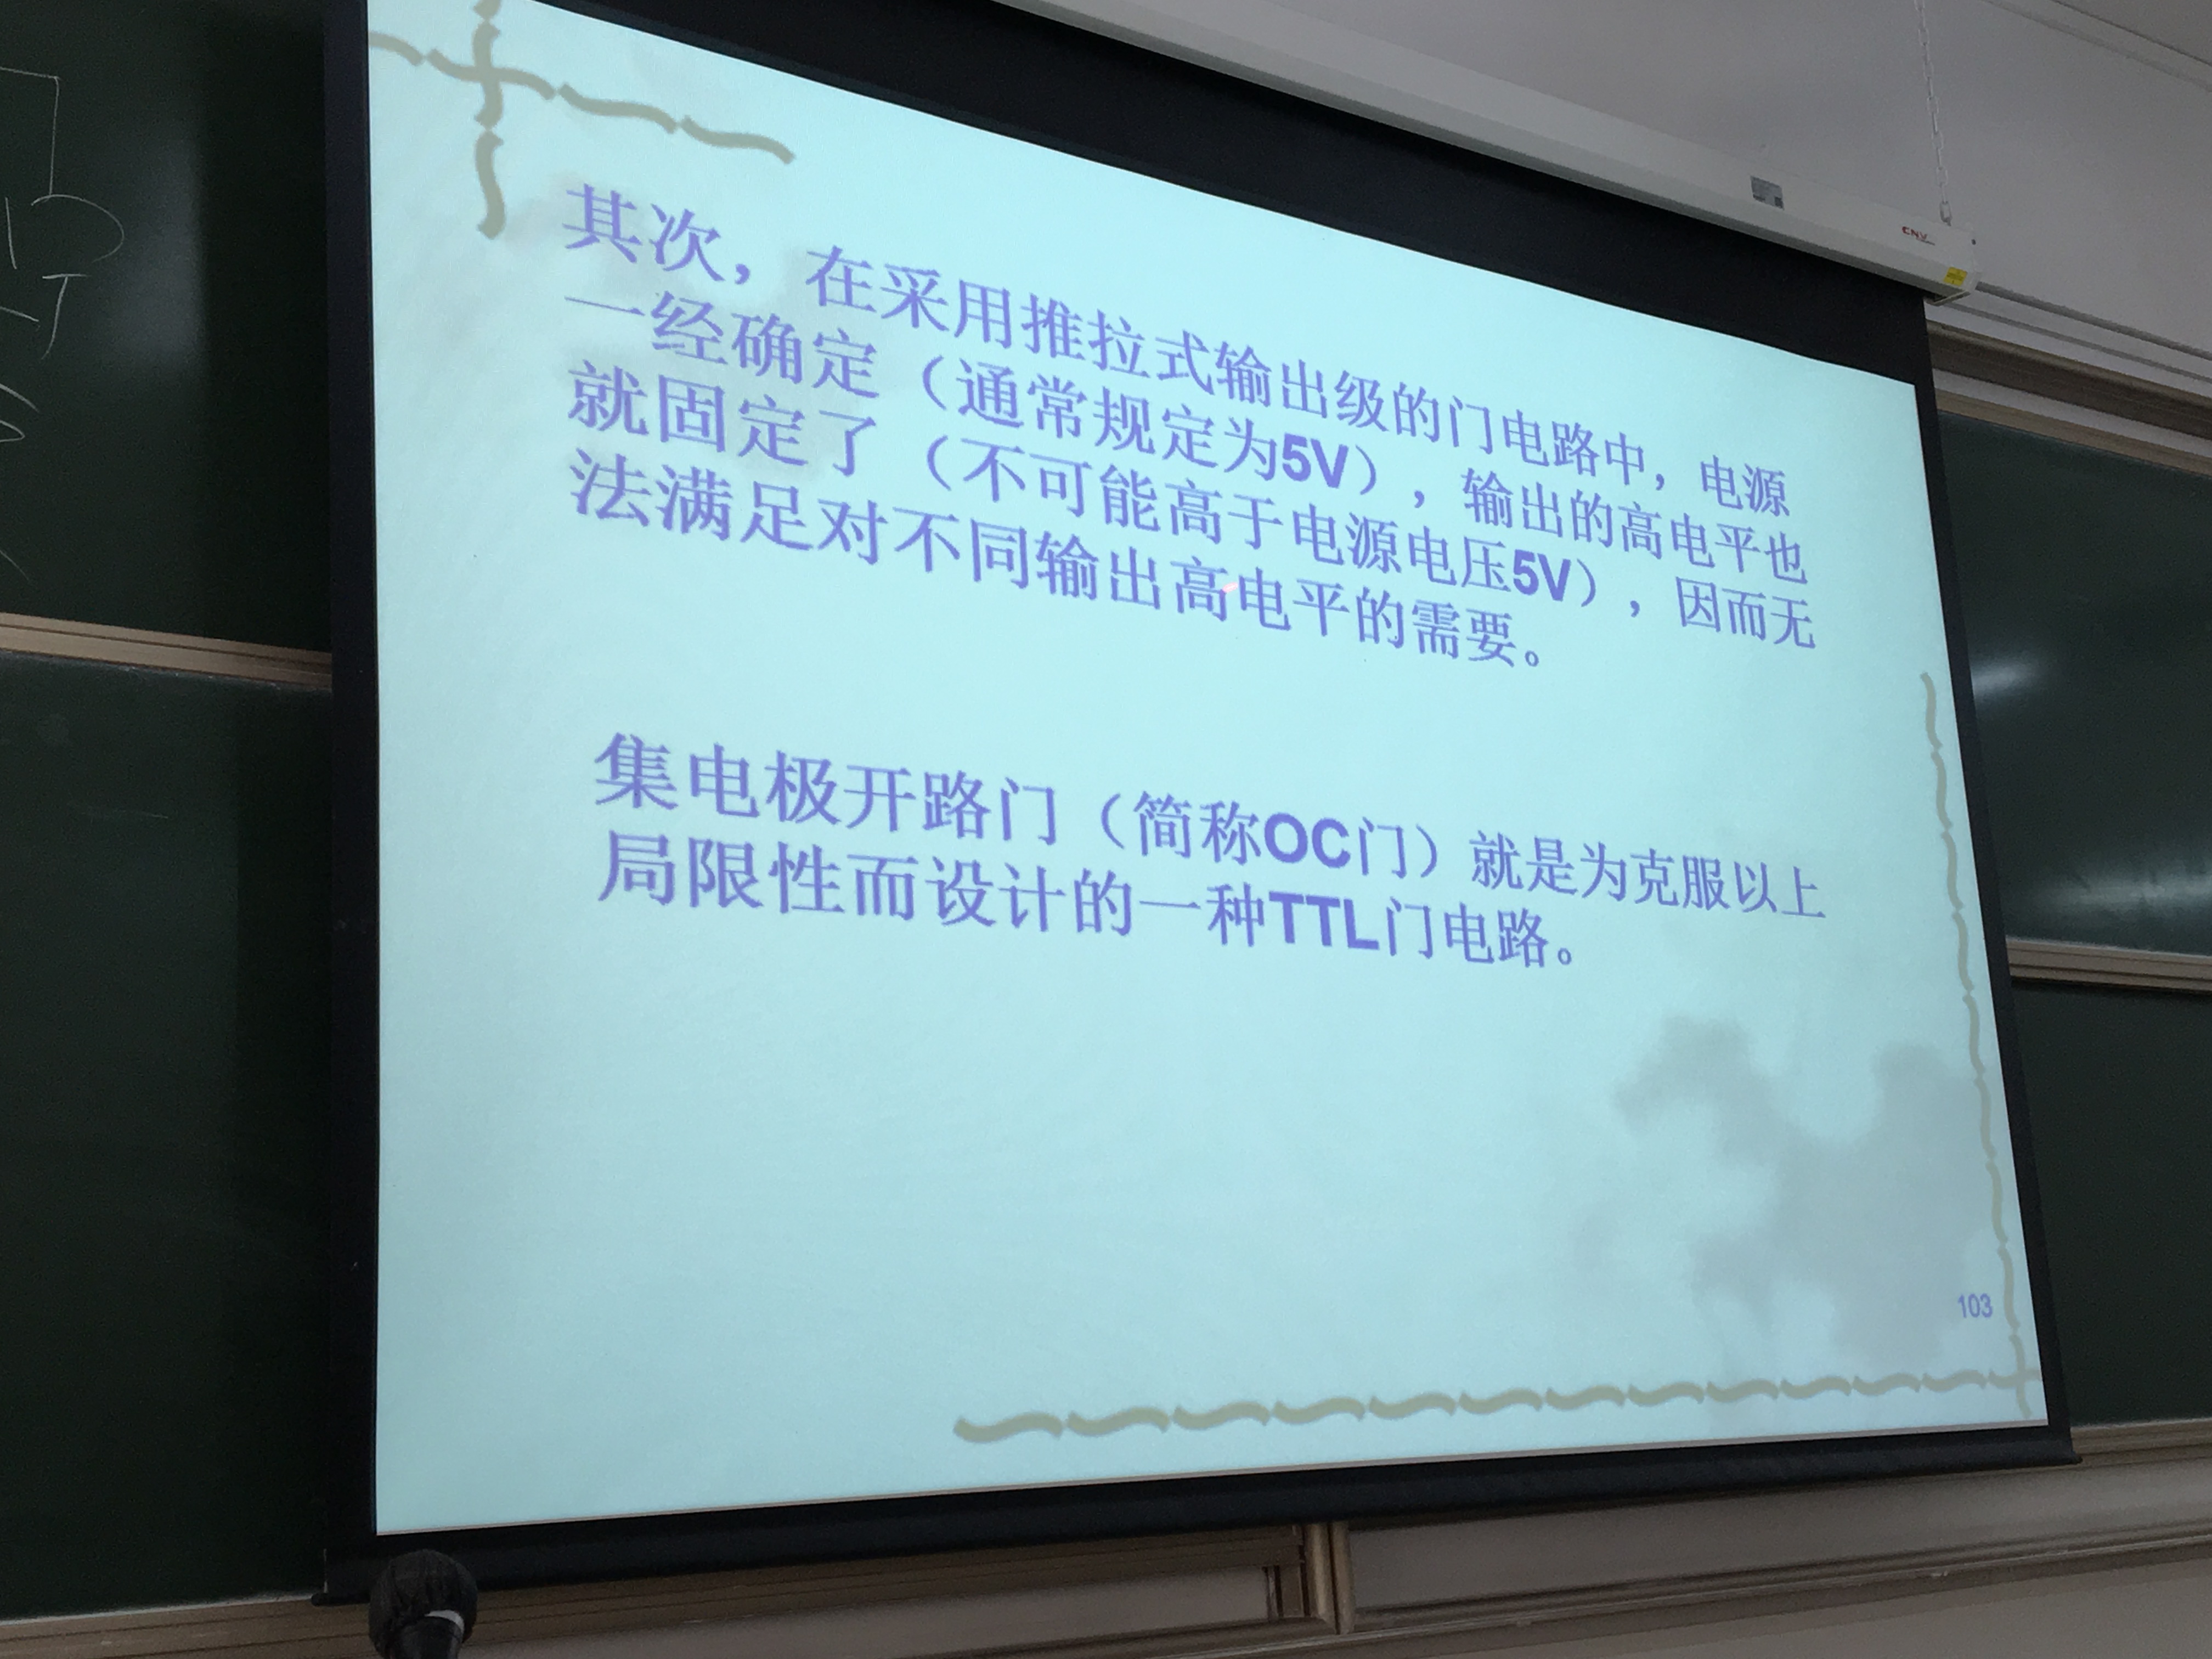 其次，在采用推拉式输出级的门电路中，电源
一经确定（通常规定为5V），输出的高电平也
就固定了（不可能高于电源电压5V），因而无
法满足对不同输出高电平的需要。
集电极开路门（简称OC门）就是为克服以上
局限性而设计的一种TTL门电路。
103
CNV